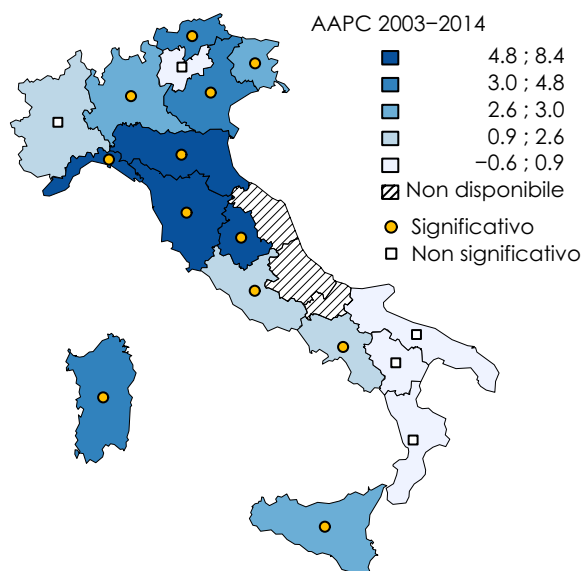 AAPC 2003−2014
4.8 ; 8.4
3.0 ; 4.8
2.6 ; 3.0
0.9 ; 2.6
−0.6 ; 0.9
Non disponibile
Significativo
Non significativo